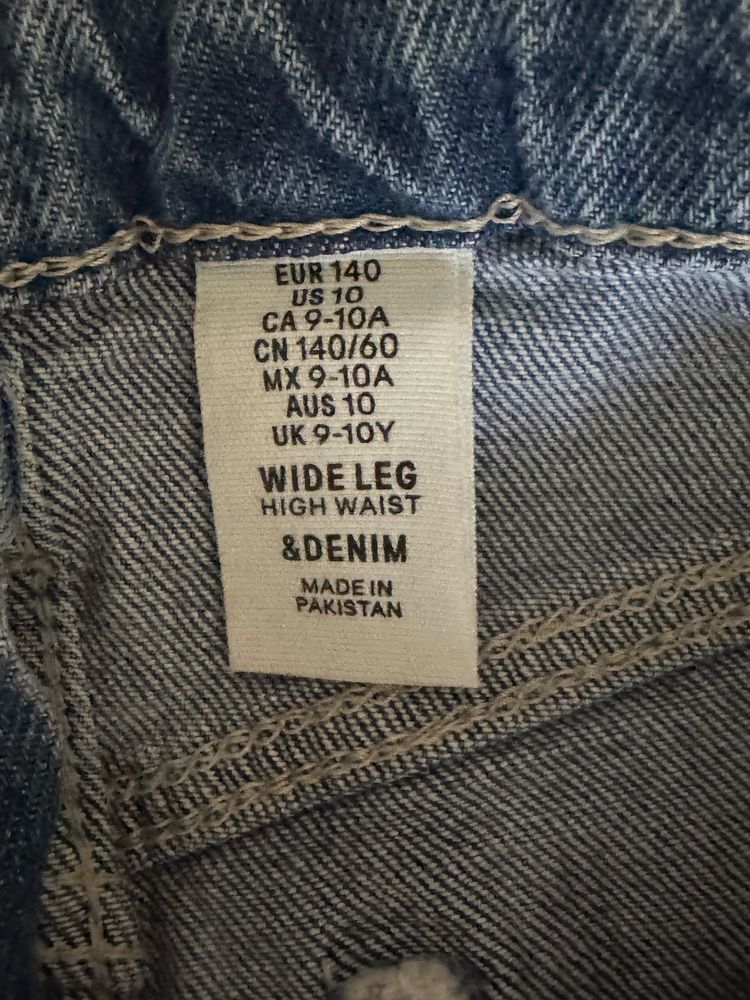 EUR 140
US 10
CA 9-10A
CN 140/60
MX 9-10A
AUS 10
UK 9-10Y
WIDE LEG
HIGH WAIST
&DENIM
MADE IN
PAKISTAN